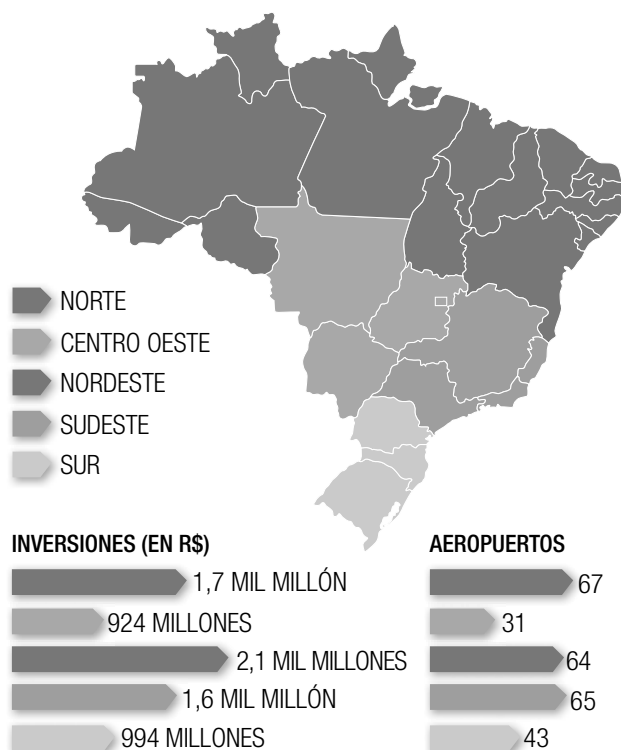 NORTE
CENTRO OESTE
NORDESTE
SUDESTE
SUR
INVERSIONES (EN R$)
1,7 MIL MILLÓN
924 MILLONES
2,1 MIL MILLONES
1,6 MIL MILLÓN
994 MILLONES
AEROPUERTOS
67
31
64
65
43